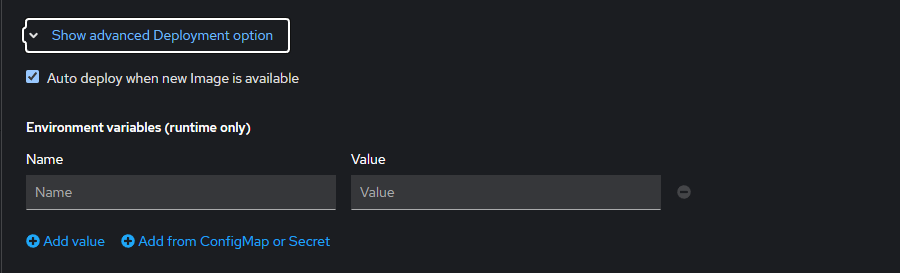 Show advanced Deployment option
Auto deploy when new Image is available
Environment variables (runtime only)
Name Value
Name Value
Add value Add from ConfigMap or Secret